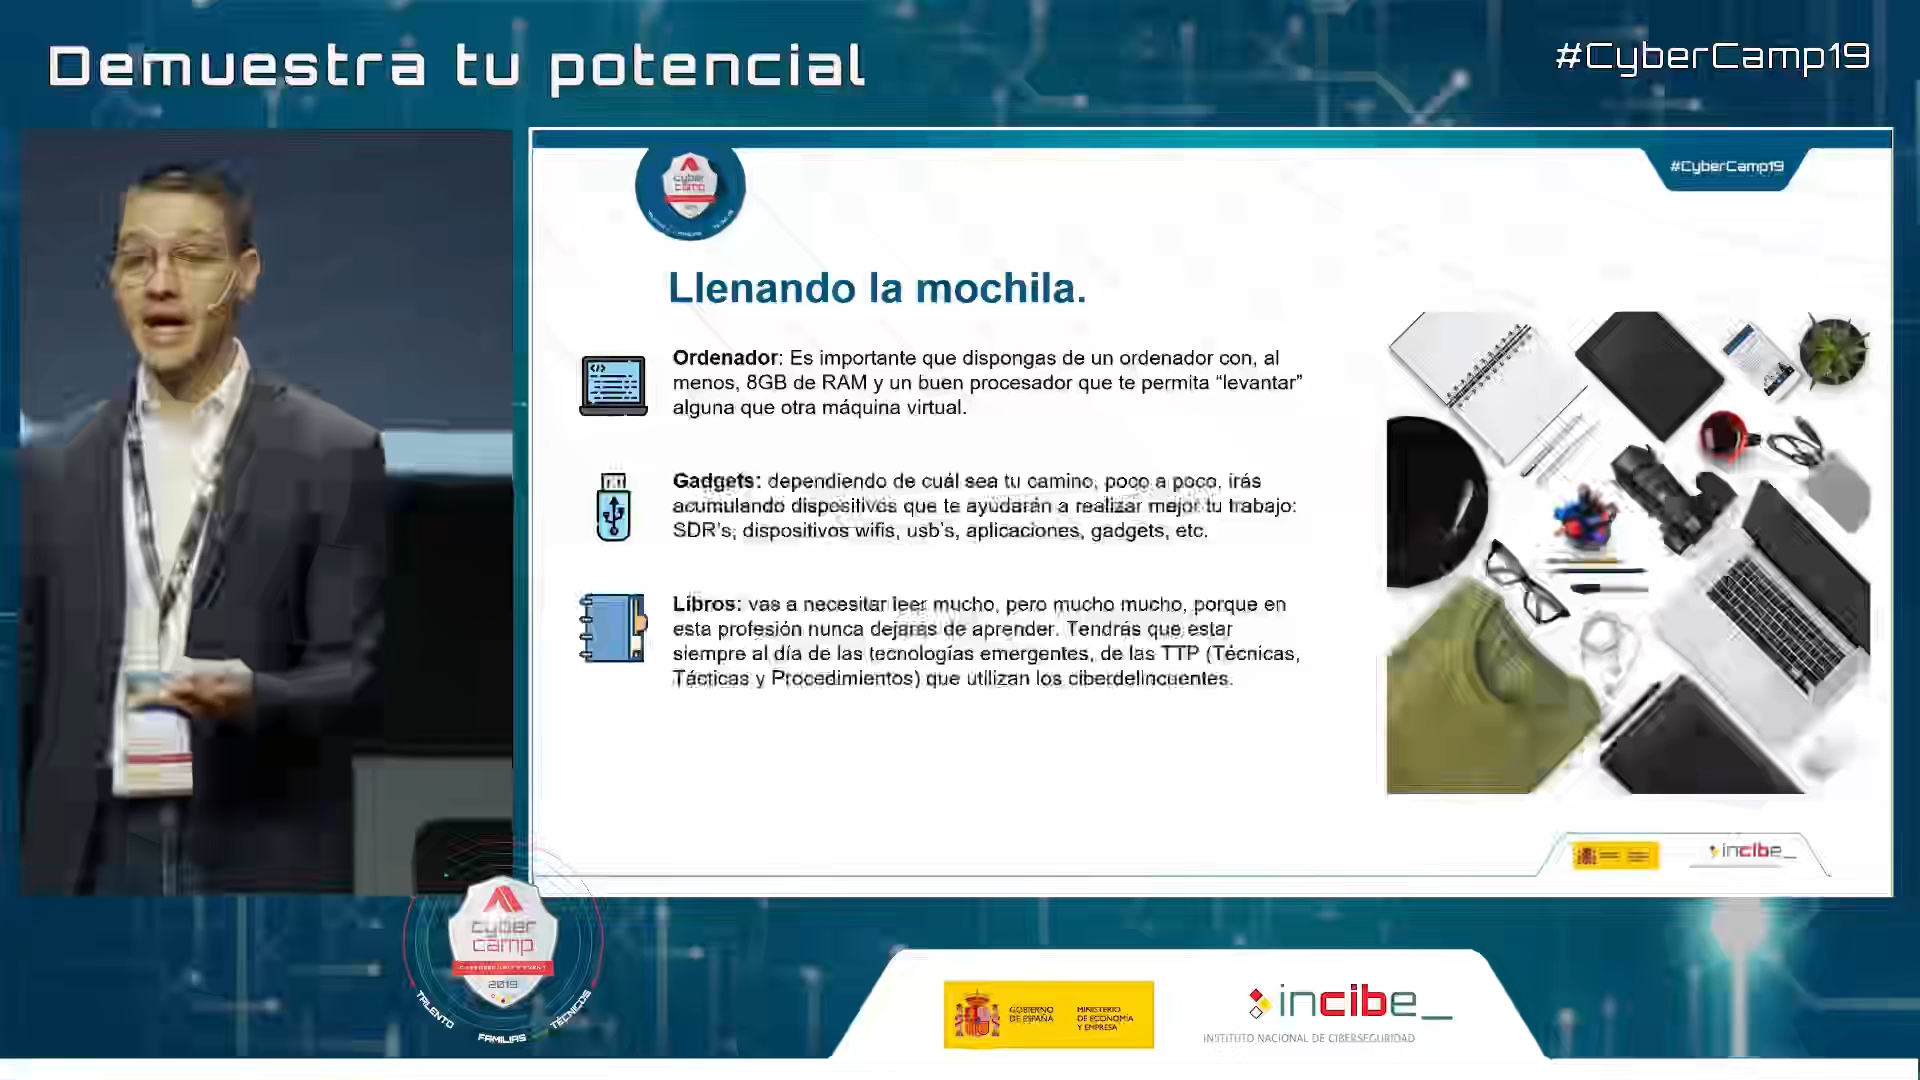 Demuestra tu potencial
#CyberCamp19
#CyberCamp19
cyber
camp
Llenando la mochila.
Ordenador: Es importante que dispongas de un ordenador con, al
menos, 8GB de RAM y un buen procesador que te permita “levantar”
alguna que otra máquina virtual.
Gadgets: dependiendo de cuál sea tu camino, poco a poco, irás
acumulando dispositivos que te ayudarán a realizar mejor tu trabajo:
SDR's, dispositivos wifis, usb's, aplicaciones, gadgets, etc.
Libros: vas a necesitar leer mucho, pero mucho mucho, porque en
esta profesión nunca dejarás de aprender. Tendrás que estar
siempre al día de las tecnologías emergentes, de las TTP (Técnicas,
Tácticas y Procedimientos) que utilizan los ciberdelincuentes.
incibe_
cyber
camp
2019
TALENTO
FAMILIAS
TÉCNICOS
GOBIERNO
DE ESPAÑA
MINISTERIO
DE ECONOMÍA
Y EMPRESA
incibe_
INSTITUTO NACIONAL DE CIBERSEGURIDAD